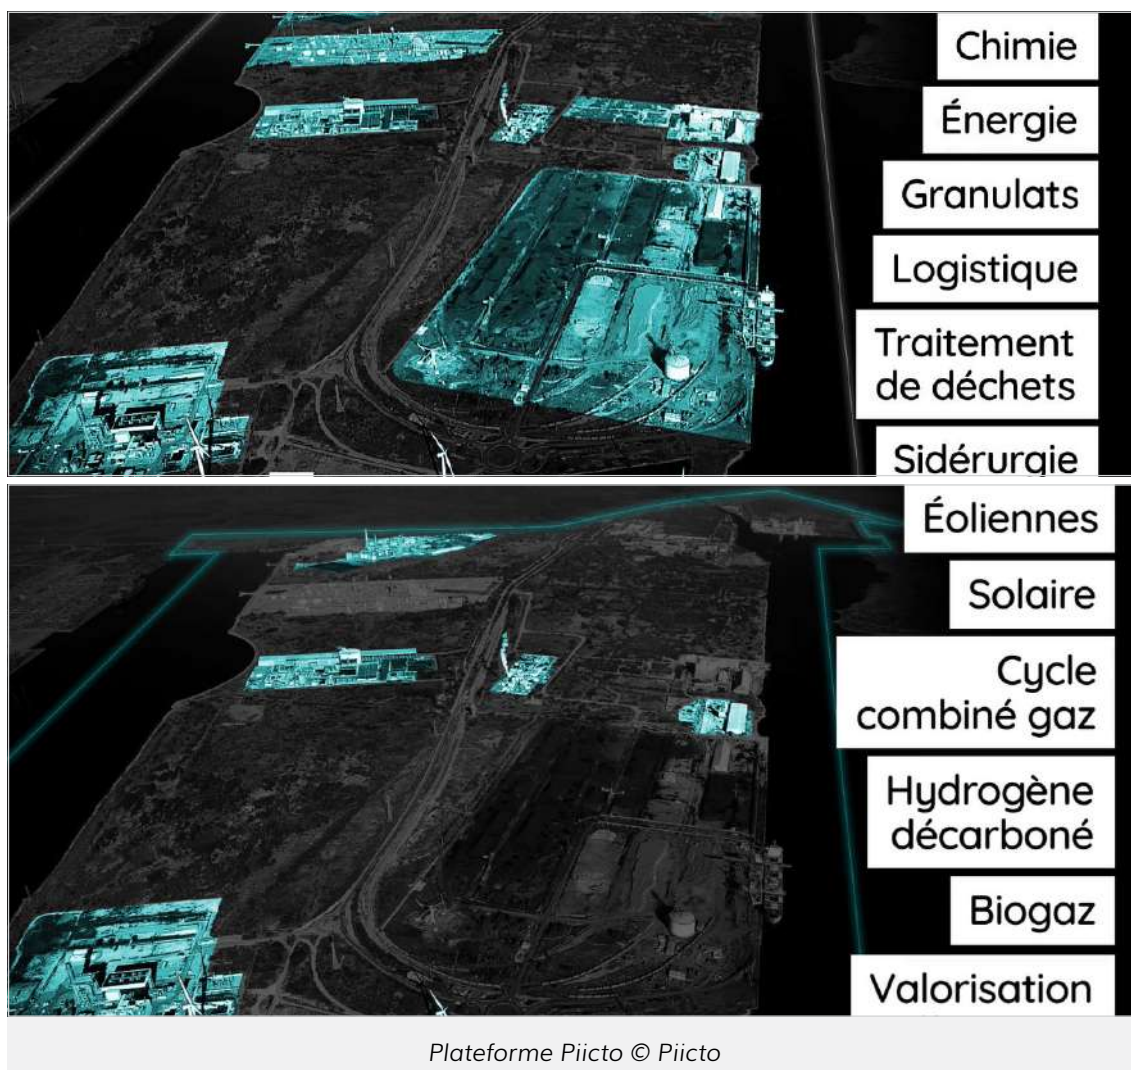 Chimie
Énergie
Granulats
Logistique
Traitement
de déchets
Sidérurgie
Éoliennes
Solaire
Cycle
combiné gaz
Hydrogène
décarboné
Biogaz
Valorisation
Plateforme Piicto © Piicto